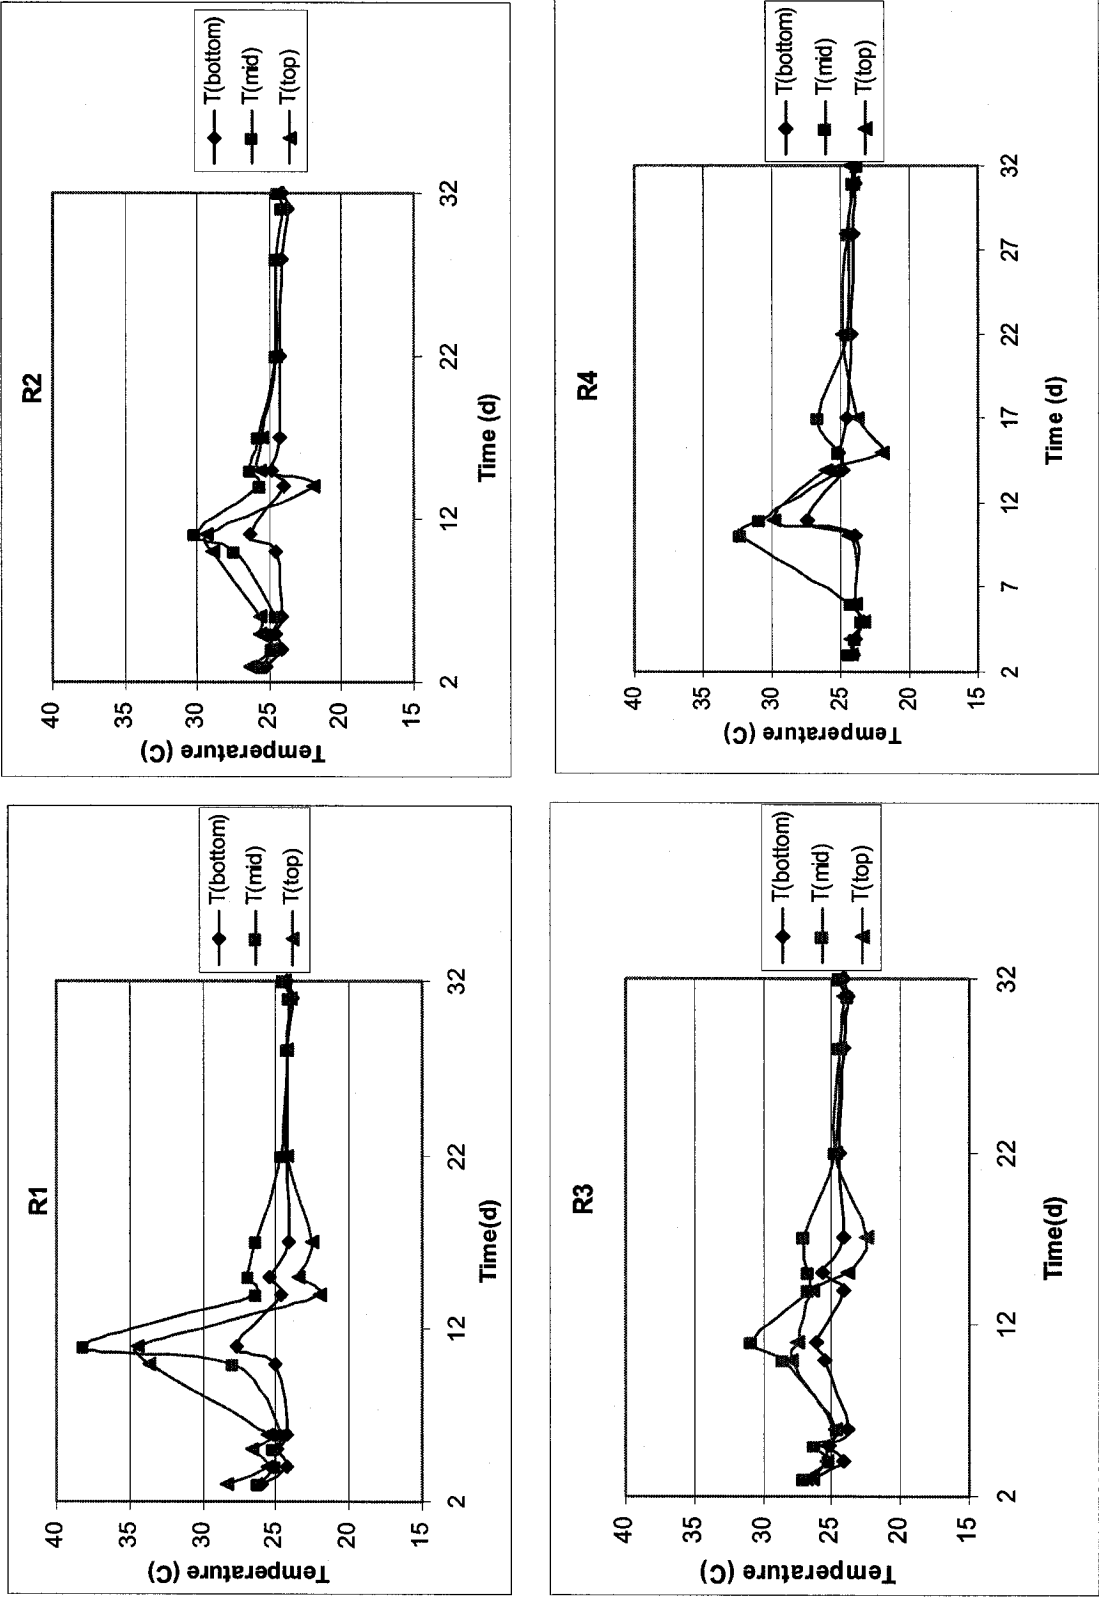 R1
40
35
30
25
20
15
Temperature (C)
2
12
22
32
Time(d)
T(bottom)
T(mid)
T(top)
R2
40
35
30
25
20
15
Temperature (C)
2
12
22
32
Time (d)
T(bottom)
T(mid)
T(top)
R3
40
35
30
25
20
15
Temperature (C)
2
12
22
32
Time(d)
T(bottom)
T(mid)
T(top)
R4
40
35
30
25
20
15
Temperature (C)
2
7
12
17
22
27
32
Time (d)
T(bottom)
T(mid)
T(top)